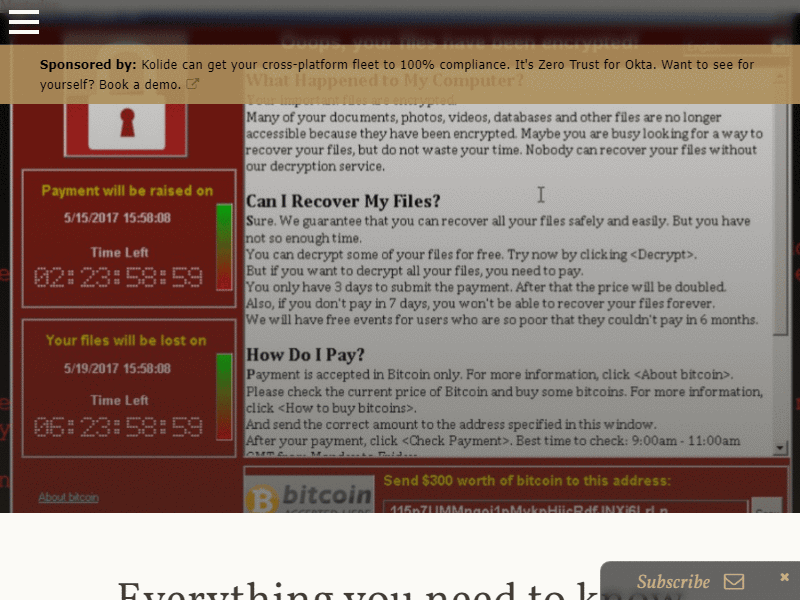 Oops, your files have been encrypted!
Sponsored by: Kolide can get your cross-platform fleet to 100% compliance. It's Zero Trust for Okta. Want to see for
yourself? Book a demo.
What Happened to My Computer?
Your important files are encrypted.
Many of your documents, photos, videos, databases and other files are no longer
accessible because they have been encrypted. Maybe you are busy looking for a way to
recover your files, but do not waste your time. Nobody can recover your files without
our decryption service.
Payment will be raised on
5/15/2017 15:58:08
Time Left
02:23:58:59
Can I Recover My Files?
Sure. We guarantee that you can recover all your files safely and easily. But you have
not so enough time.
You can decrypt some of your files for free. Try now by clicking <Decrypt>.
But if you want to decrypt all your files, you need to pay.
You only have 3 days to submit the payment. After that the price will be doubled.
Also, if you don't pay in 7 days, you won't be able to recover your files forever.
We will have free events for users who are so poor that they couldn't pay in 6 months.
Your files will be lost on
5/19/2017 15:58:08
Time Left
06:23:58:59
How Do I Pay?
Payment is accepted in Bitcoin only. For more information, click <About bitcoin>.
Please check the current price of Bitcoin and buy some bitcoins. For more information,
click <How to buy bitcoins>.
And send the correct amount to the address specified in this window.
After your payment, click <Check Payment>. Best time to check: 9:00am - 11:00am
GMT from Monday to Friday.
About bitcoin
bitcoin
ACCEPTED HERE
Send $300 worth of bitcoin to this address:
Everything you need to know
Subscribe